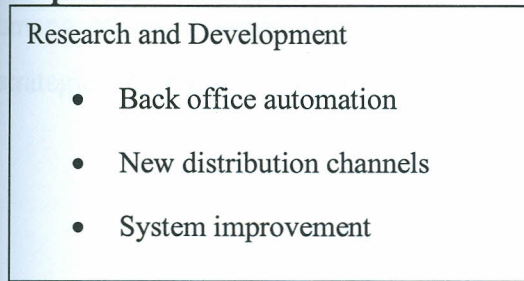 Research and Development
• Back office automation
• New distribution channels
• System improvement